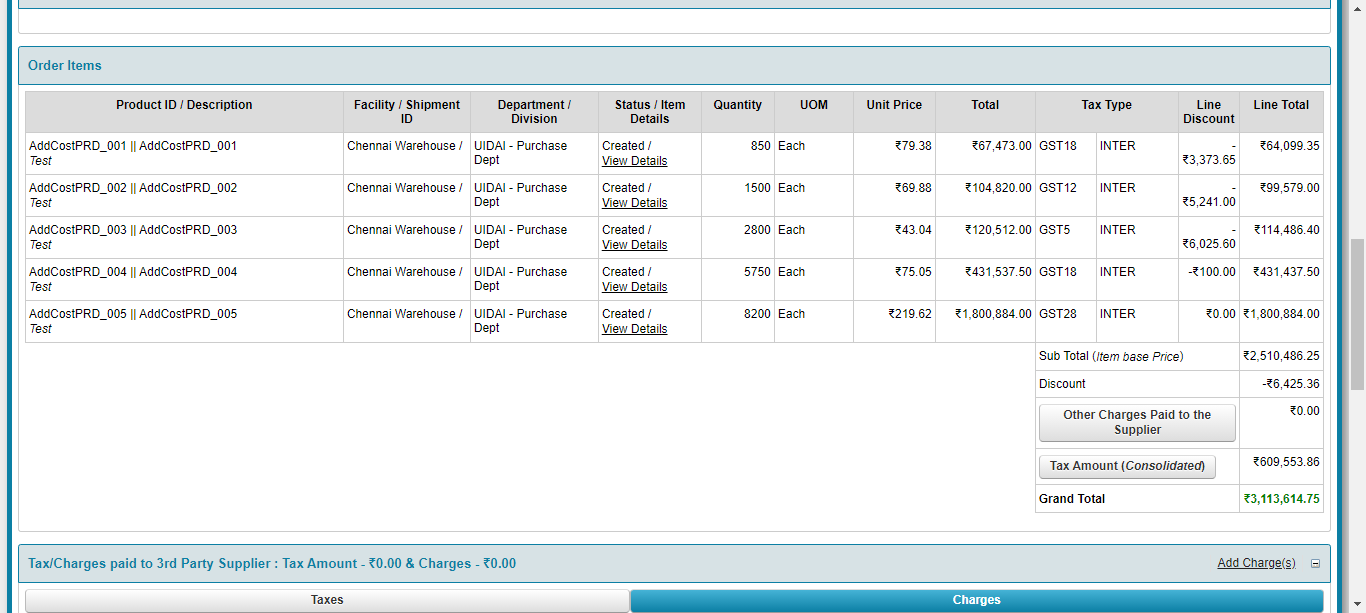 Order Items
Product ID / Description Facility / Shipment ID Department / Division Status / Item Details Quantity UOM Unit Price Total Tax Type Line Discount Line Total
AddCostPRD_001 || AddCostPRD_001 Chennai Warehouse / UIDAI - Purchase Created / 850 Each ₹79.38 ₹67,473.00 GST18 INTER - ₹64,099.35
Test Dept View Details ₹3,373.65
AddCostPRD_002 || AddCostPRD_002 Chennai Warehouse / UIDAI - Purchase Created / 1500 Each ₹69.88 ₹104,820.00 GST12 INTER - ₹99,579.00
Test Dept View Details ₹5,241.00
AddCostPRD_003 || AddCostPRD_003 Chennai Warehouse / UIDAI - Purchase Created / 2800 Each ₹43.04 ₹120,512.00 GST5 INTER - ₹114,486.40
Test Dept View Details ₹6,025.60
AddCostPRD_004 || AddCostPRD_004 Chennai Warehouse / UIDAI - Purchase Created / 5750 Each ₹75.05 ₹431,537.50 GST18 INTER -₹100.00 ₹431,437.50
Test Dept View Details
AddCostPRD_005 || AddCostPRD_005 Chennai Warehouse / UIDAI - Purchase Created / 8200 Each ₹219.62 ₹1,800,884.00 GST28 INTER ₹0.00 ₹1,800,884.00
Test Dept View Details
Sub Total (Item base Price) ₹2,510,486.25
Discount -₹6,425.36
Other Charges Paid to the ₹0.00
Supplier
Tax Amount (Consolidated) ₹609,553.86
Grand Total ₹3,113,614.75
Tax/Charges paid to 3rd Party Supplier : Tax Amount - ₹0.00 & Charges - ₹0.00 Add Charge(s)
Taxes Charges